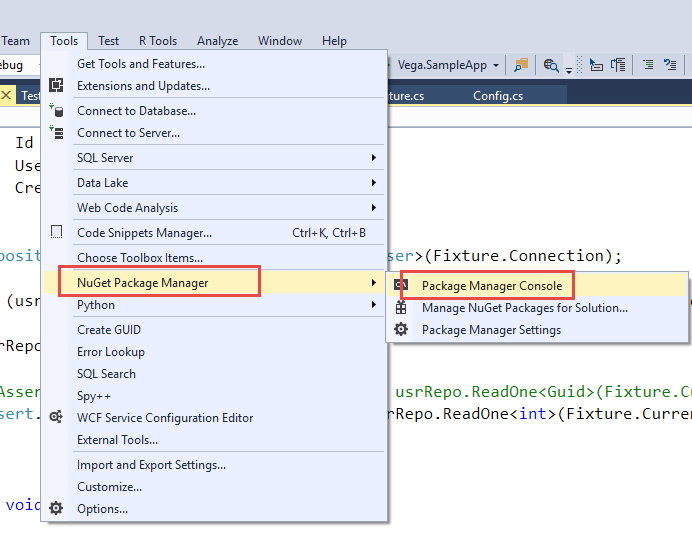 Team Tools Test R Tools Analyze Window Help
ebug Vega.SampleApp
Test ture.cs Config.cs
Get Tools and Features...
Extensions and Updates...
Connect to Database...
Connect to Server...
SQL Server
Data Lake
Web Code Analysis
Code Snippets Manager... Ctrl+K, Ctrl+B
Choose Toolbox Items...
NuGet Package Manager
Python
Create GUID
Error Lookup
SQL Search
Spy++
WCF Service Configuration Editor
External Tools...
Import and Export Settings...
Customize...
Options...
Package Manager Console
Manage NuGet Packages for Solution...
Package Manager Settings
Id
Use
Cre
posit ser>(Fixture.Connection);
(usr
rRepo
Asser usrRepo.ReadOne<Guid>(Fixture.Cu
sert. rRepo.ReadOne<int>(Fixture.Curren
void